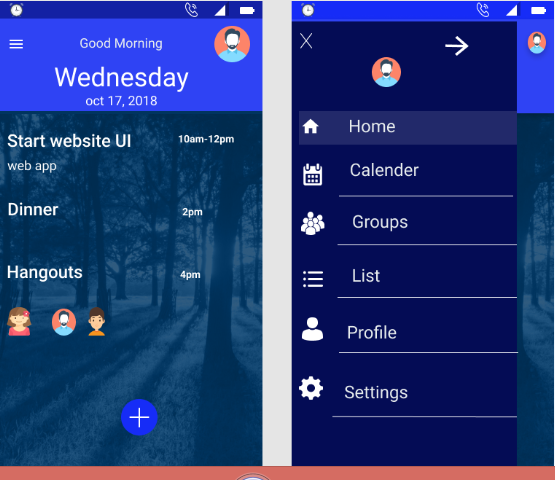 Good Morning
Wednesday
oct 17, 2018
Start website UI 10am-12pm
web app
Dinner 2pm
Hangouts 4pm
X
Home
Calender
Groups
List
Profile
Settings